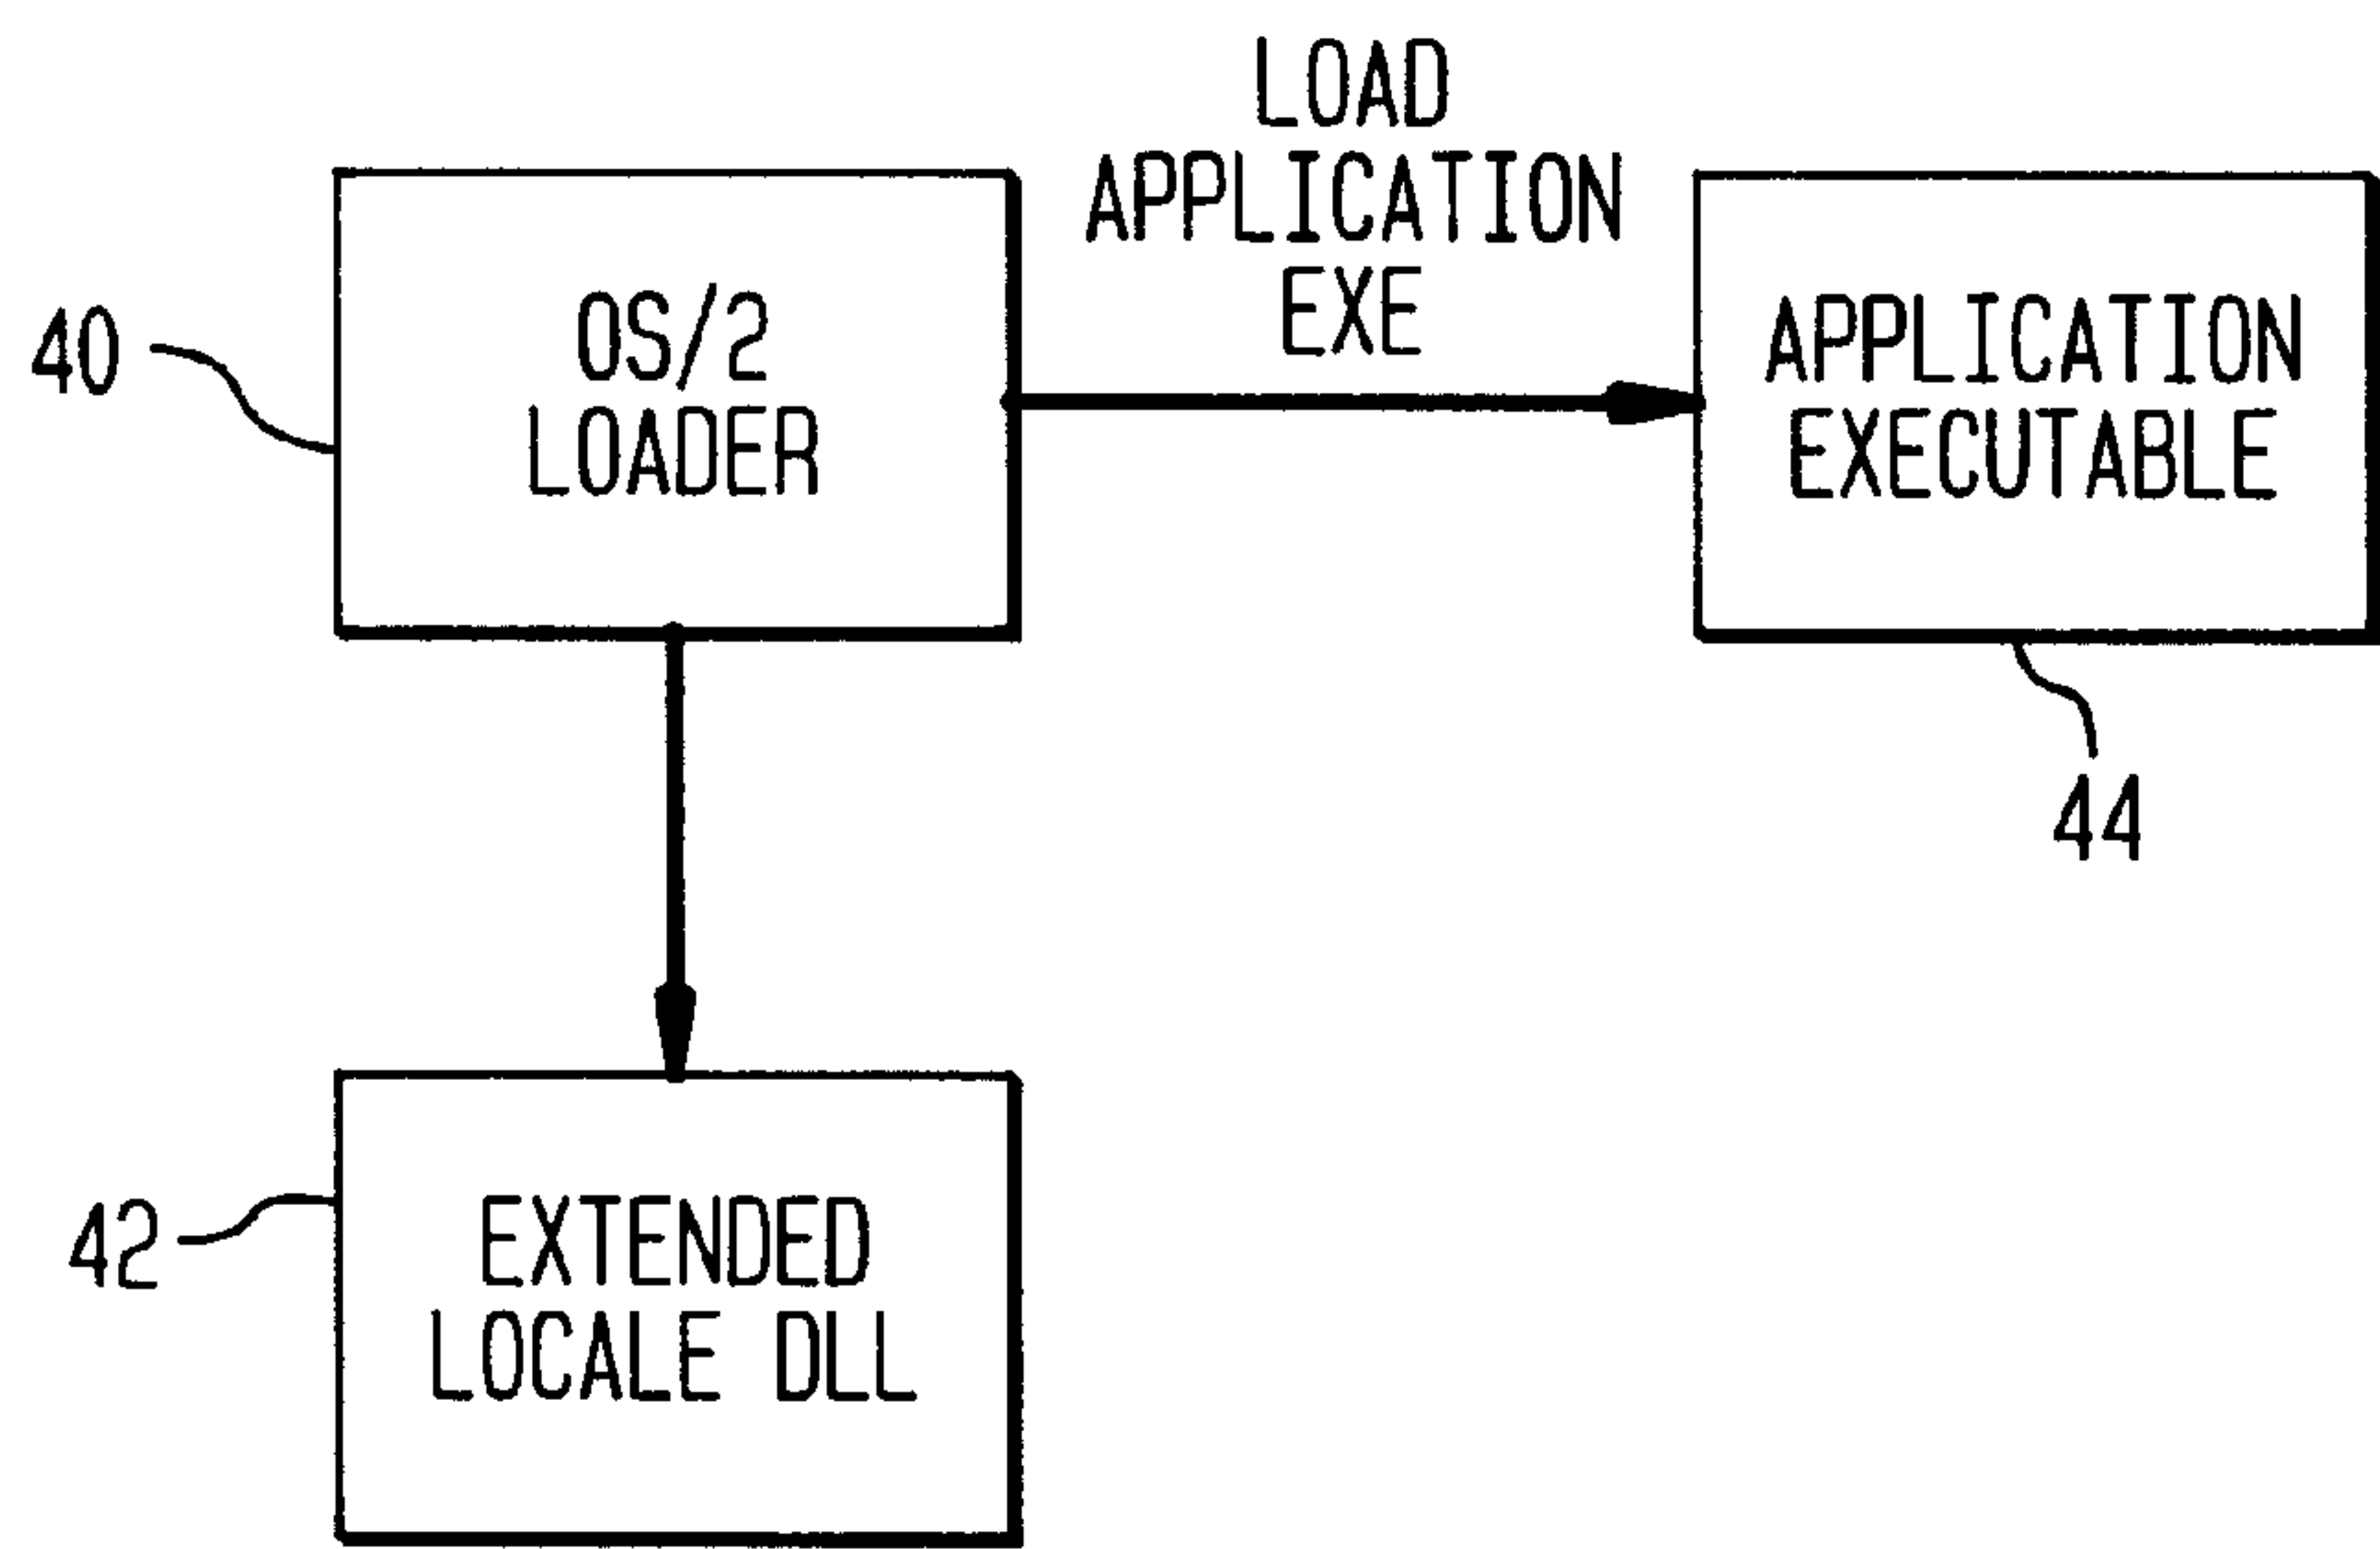 LOAD
APPLICATION
EXE
40
OS/2
LOADER
APPLICATION
EXECUTABLE
44
42
EXTENDED
LOCALE DLL